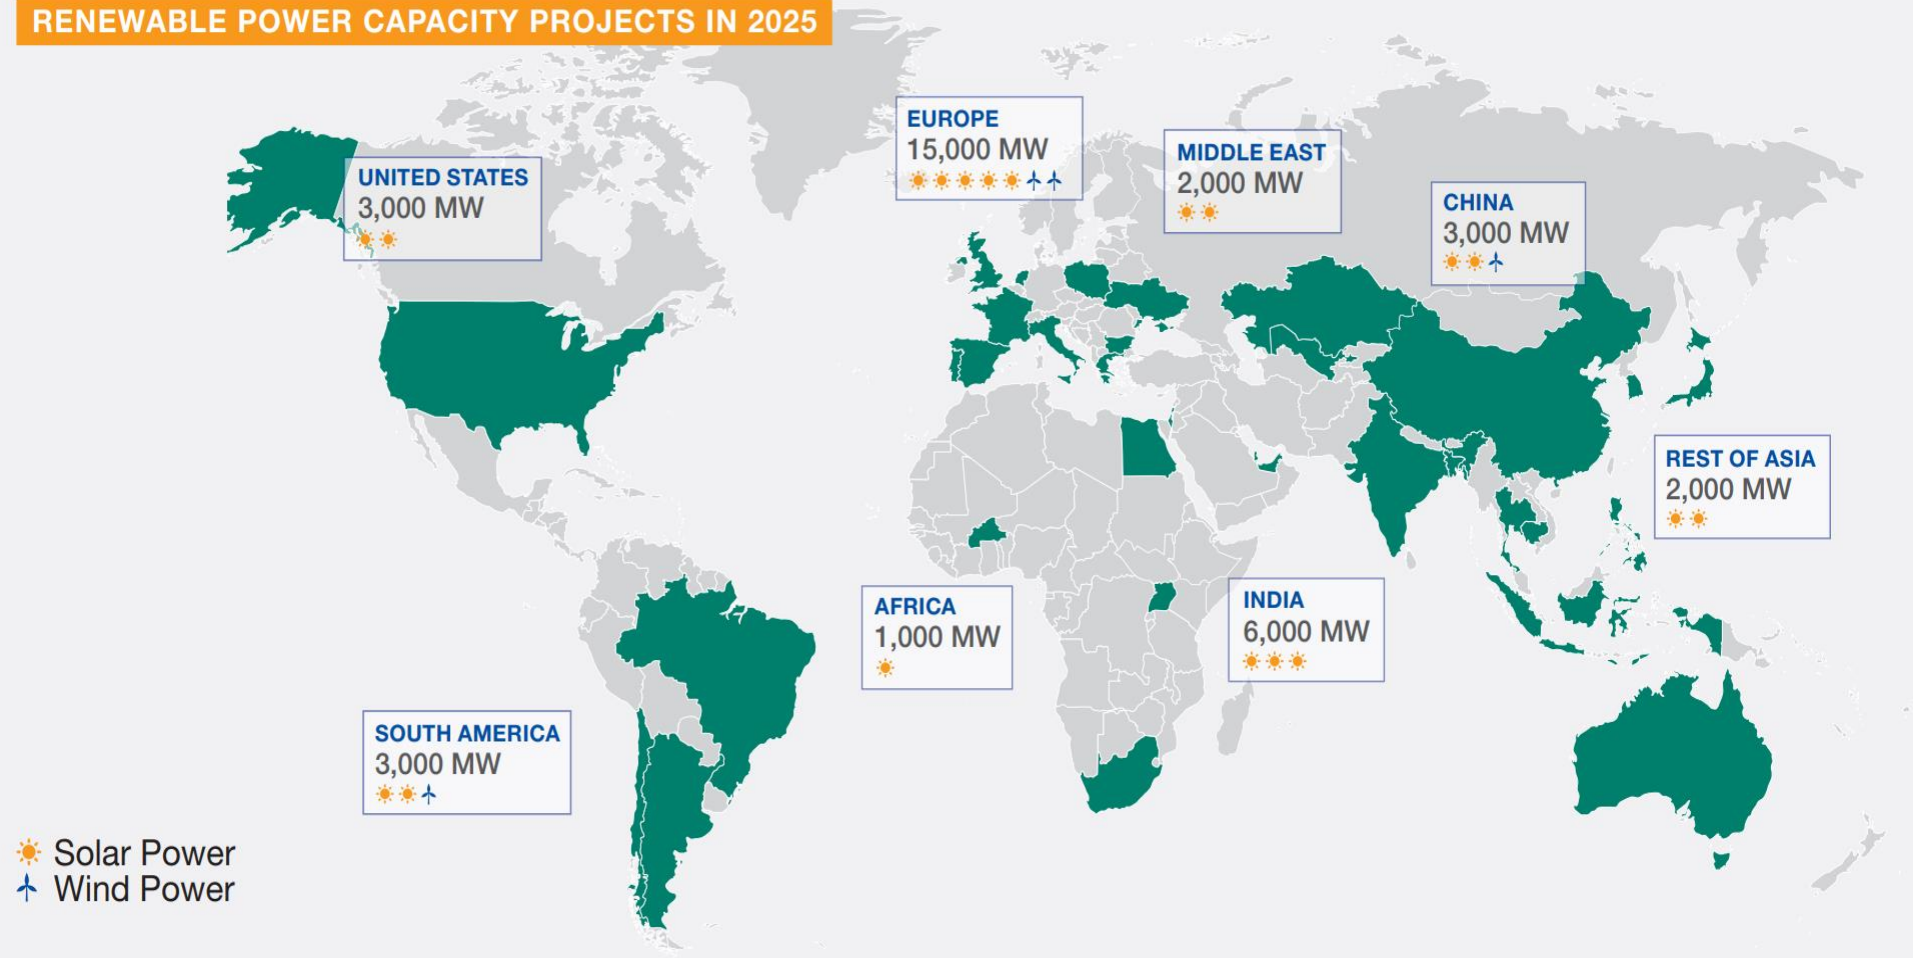 RENEWABLE POWER CAPACITY PROJECTS IN 2025
UNITED STATES
3,000 MW
EUROPE
15,000 MW
MIDDLE EAST
2,000 MW
CHINA
3,000 MW
REST OF ASIA
2,000 MW
AFRICA
1,000 MW
INDIA
6,000 MW
SOUTH AMERICA
3,000 MW
Solar Power
Wind Power